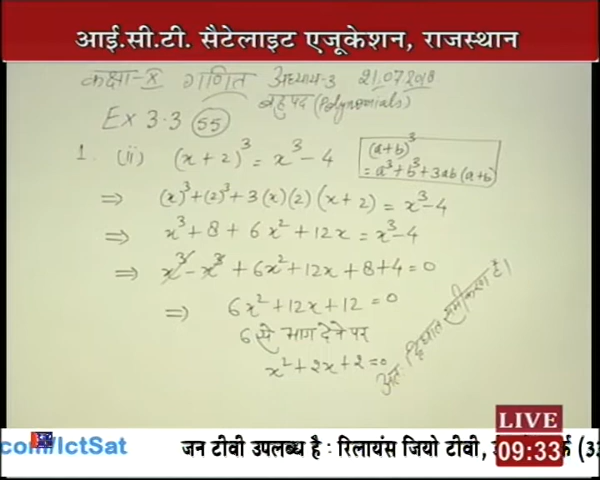 आई.सी.टी. सैटेलाइट एजूकेशन, राजस्थान
कक्षा-X गणित अध्याय-3 21.07.2018
बहुपद (Polynomials)
Ex 3.3 (55)
1. (ii) (x+2)³ = x³-4
(a+b)³
= a³+b³+3ab(a+b)
⇒ (x)³+(2)³+3(x)(2)(x+2) = x³-4
⇒ x³+8+6x²+12x = x³-4
⇒ x³-x³+6x²+12x+8+4=0
⇒ 6x²+12x+12=0
6 से भाग देने पर
x²+2x+2=0
अतः द्विघात समीकरण है।
LIVE
09:33
com/IctSat
जन टीवी उपलब्ध है : रिलायंस जियो टीवी,